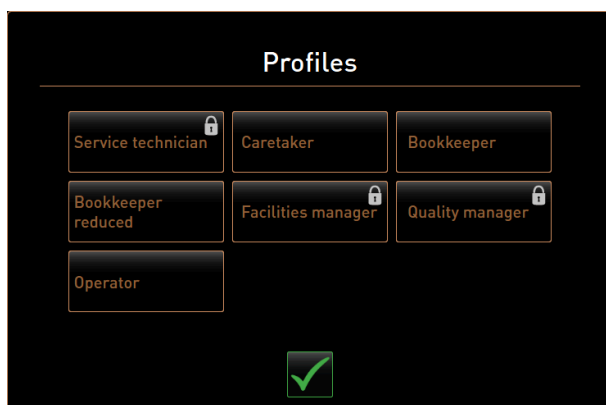 Profiles
Service technician
Caretaker
Bookkeeper
Bookkeeper
reduced
Facilities manager
Quality manager
Operator